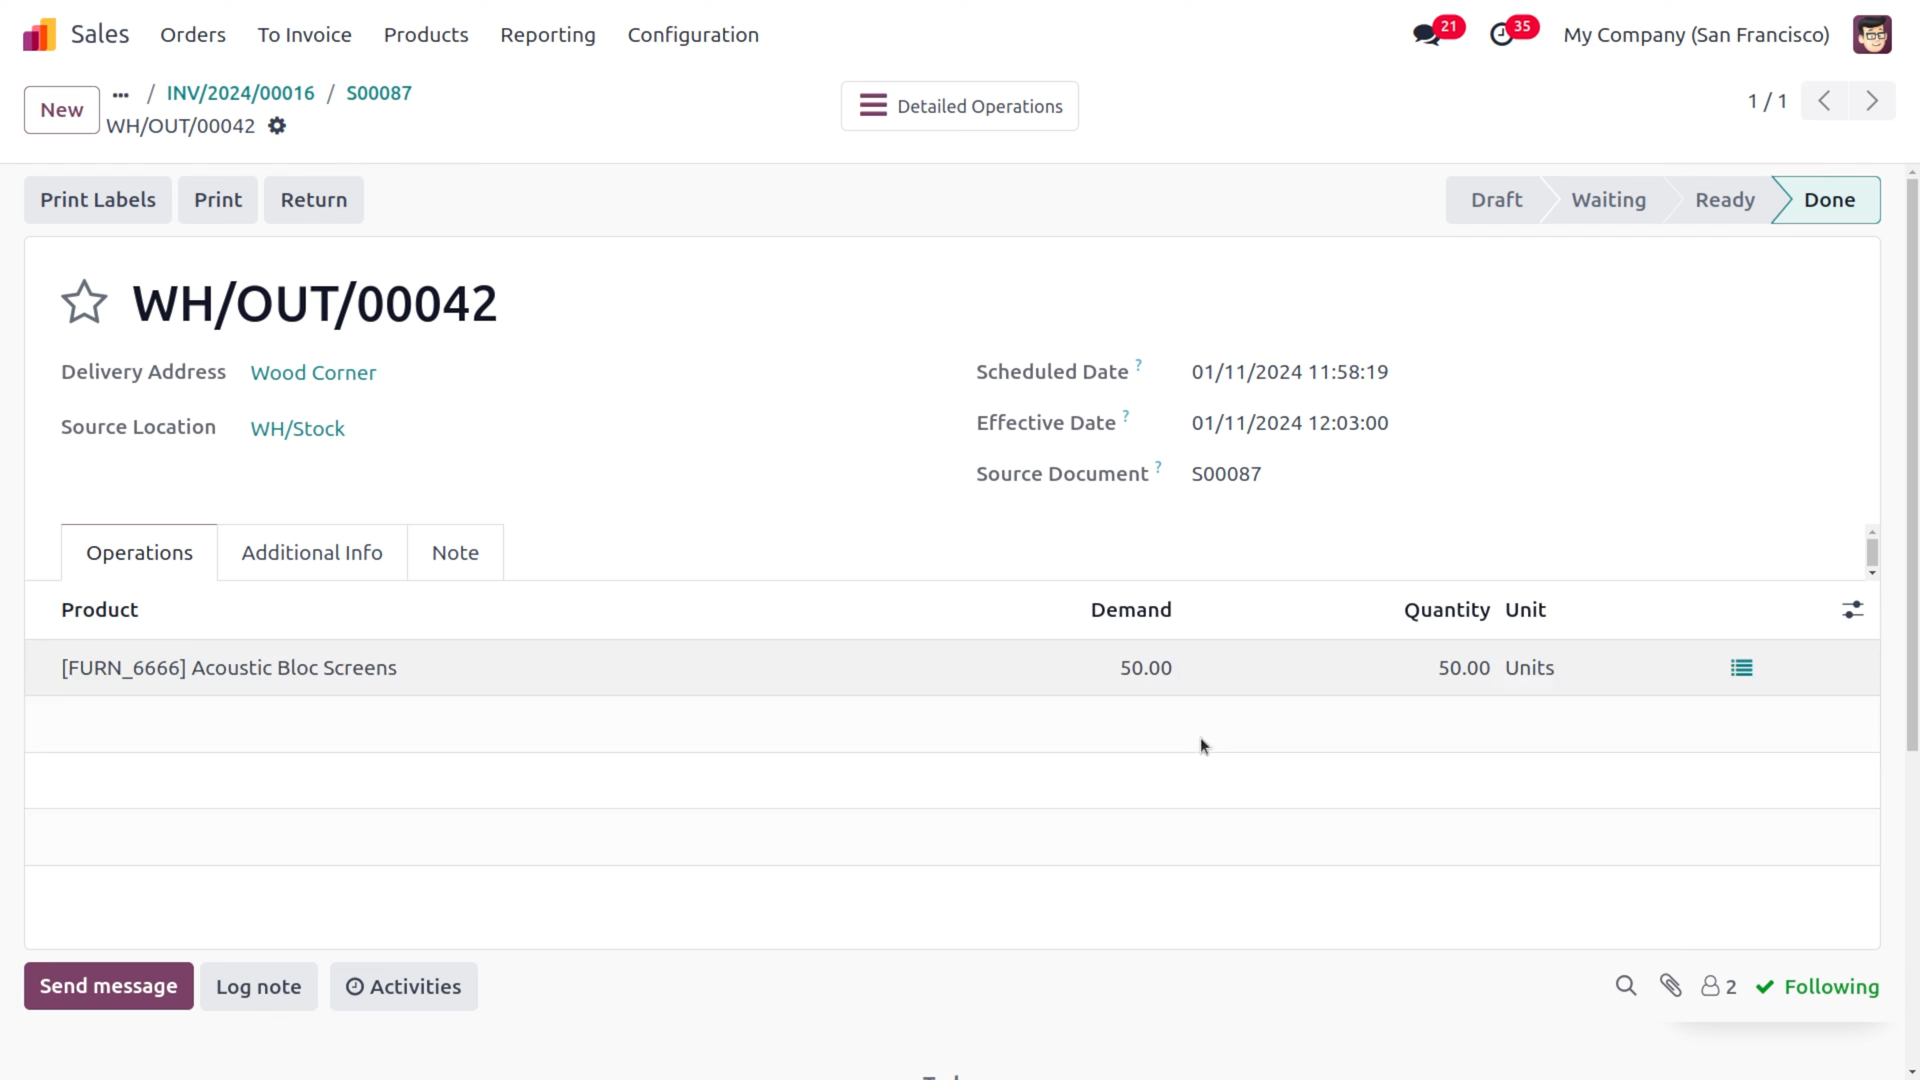 Sales Orders To Invoice Products Reporting Configuration 21 35 My Company (San Francisco)
New ... / INV/2024/00016 / S00087 Detailed Operations 1 / 1
WH/OUT/00042
Print Labels Print Return Draft Waiting Ready Done
WH/OUT/00042
Delivery Address Wood Corner Scheduled Date ? 01/11/2024 11:58:19
Source Location WH/Stock Effective Date ? 01/11/2024 12:03:00
Source Document ? S00087
Operations Additional Info Note
Product Demand Quantity Unit
[FURN_6666] Acoustic Bloc Screens 50.00 50.00 Units
Send message Log note Activities 2 Following